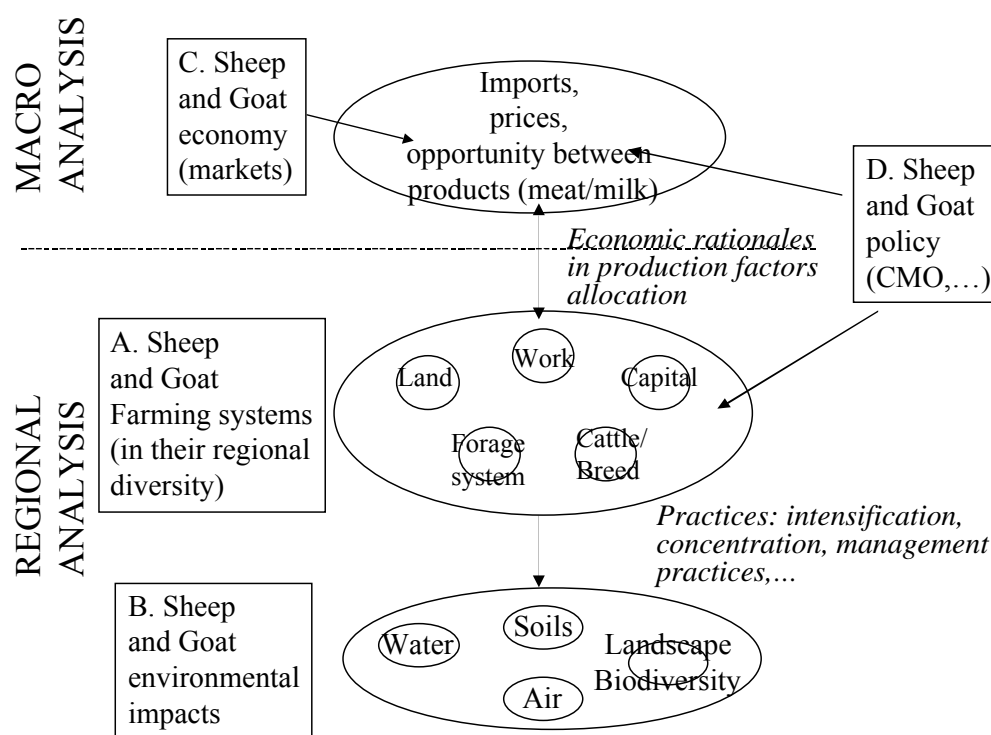 MACRO
ANALYSIS
C. Sheep
and Goat
economy
(markets)
Imports,
prices,
opportunity between
products (meat/milk)
D. Sheep
and Goat
policy
(CMO,…)
Economic rationales
in production factors
allocation
REGIONAL
ANALYSIS
A. Sheep
and Goat
Farming systems
(in their regional
diversity)
Land
Work
Capital
Forage
system
Cattle/
Breed
Practices: intensification,
concentration, management
practices,…
B. Sheep
and Goat
environmental
impacts
Water
Soils
Landscape
Biodiversity
Air